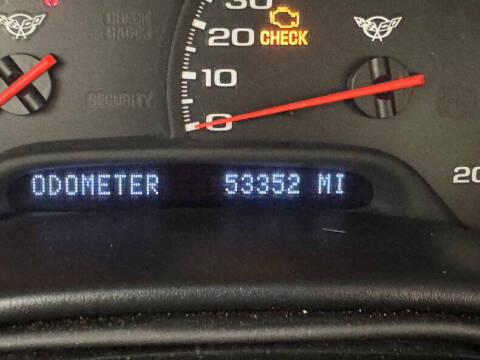 30
CHECK
GAGES
20
CHECK
10
SECURITY
0
20
ODOMETER 53352 MI